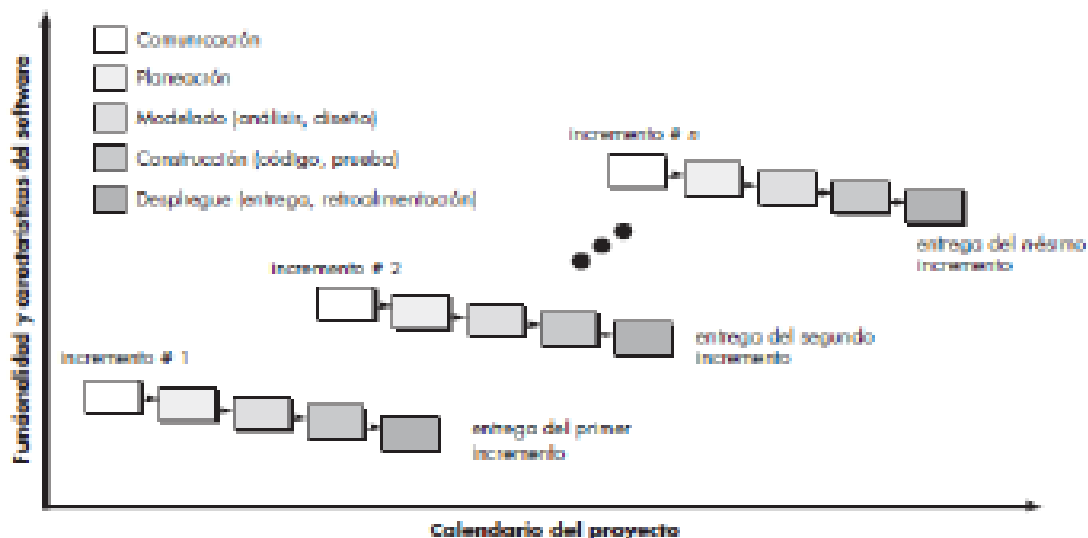 Funcionalidad y características del software
Comunicación
Planeación
Modelado (análisis, diseño)
Construcción (código, prueba)
Despliegue (entrega, retroalimentación)
incremento # n
entrega del n-ésimo
incremento
incremento # 2
entrega del segundo
incremento
incremento # 1
entrega del primer
incremento
Calendario del proyecto